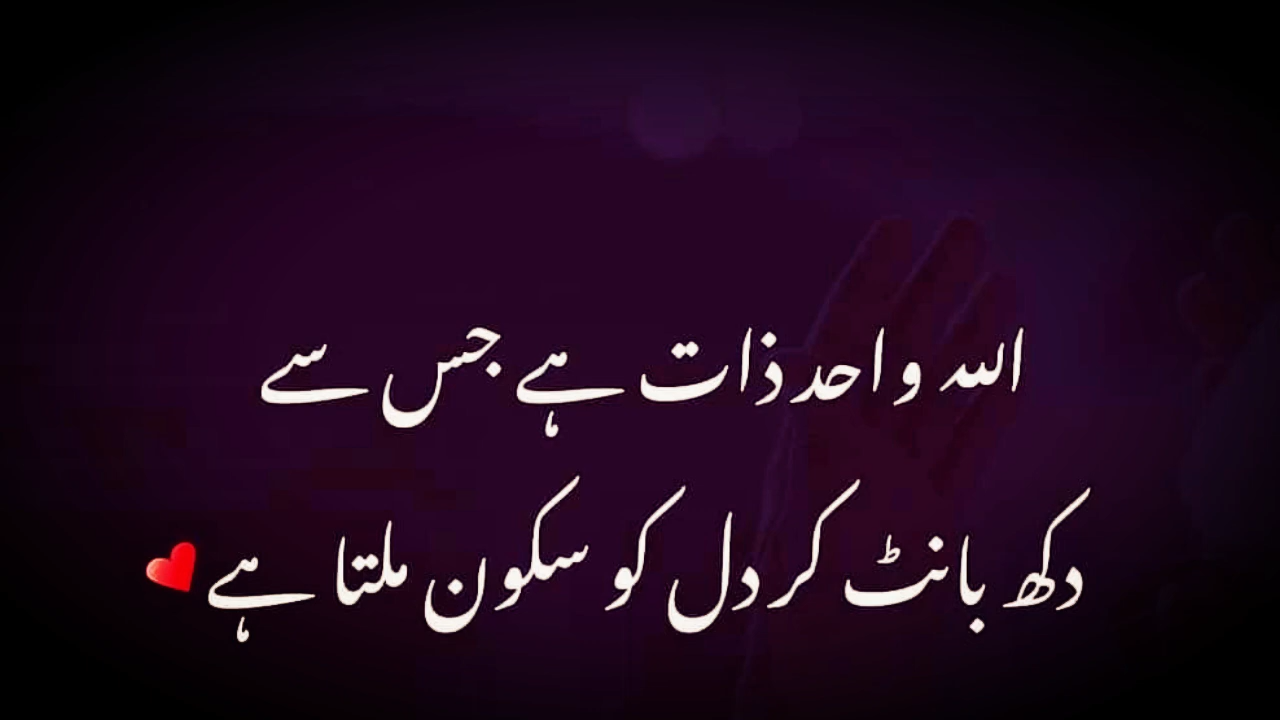 اللہ واحد ذات ہے جس سے
دکھ بانٹ کر دل کو سکون ملتا ہے ❤